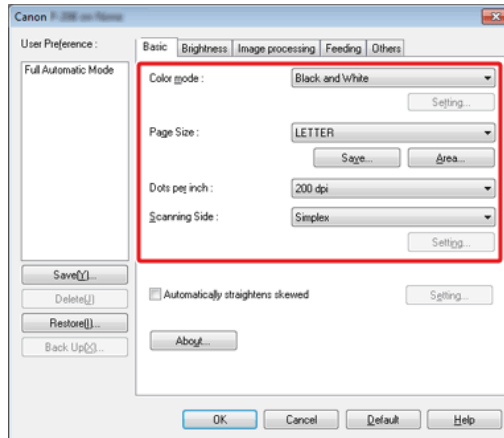 Canon
User Preference :
Full Automatic Mode
Save(Y)...
Delete(J)
Restore(I)...
Back Up(X)...
Basic Brightness Image processing Feeding Others
Color mode : Black and White
Setting...
Page Size : LETTER
Save... Area...
Dots per inch : 200 dpi
Scanning Side : Simplex
Setting...
Automatically straightens skewed Setting...
About...
OK Cancel Default Help